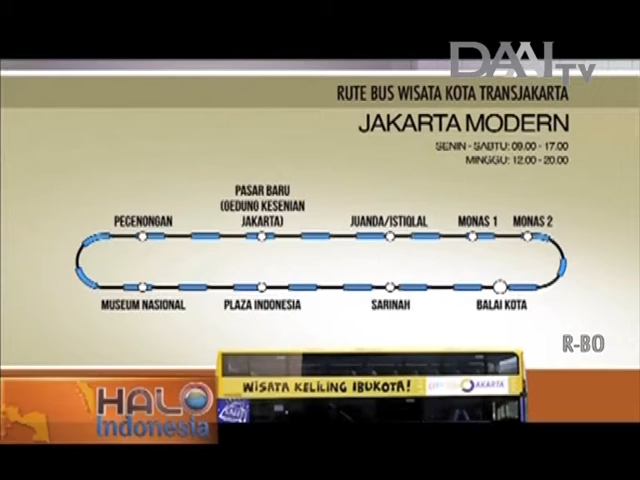 DAAI TV
RUTE BUS WISATA KOTA TRANSJAKARTA
JAKARTA MODERN
SENIN - SABTU: 09.00 - 17.00
MINGGU: 12.00 - 20.00
PASAR BARU
(GEDUNG KESENIAN
JAKARTA)
PECENONGAN
JUANDA/ISTIQLAL
MONAS 1
MONAS 2
MUSEUM NASIONAL
PLAZA INDONESIA
SARINAH
BALAI KOTA
R-BO
WISATA KELILING IBUKOTA!
JAKARTA
HALO
Indonesia